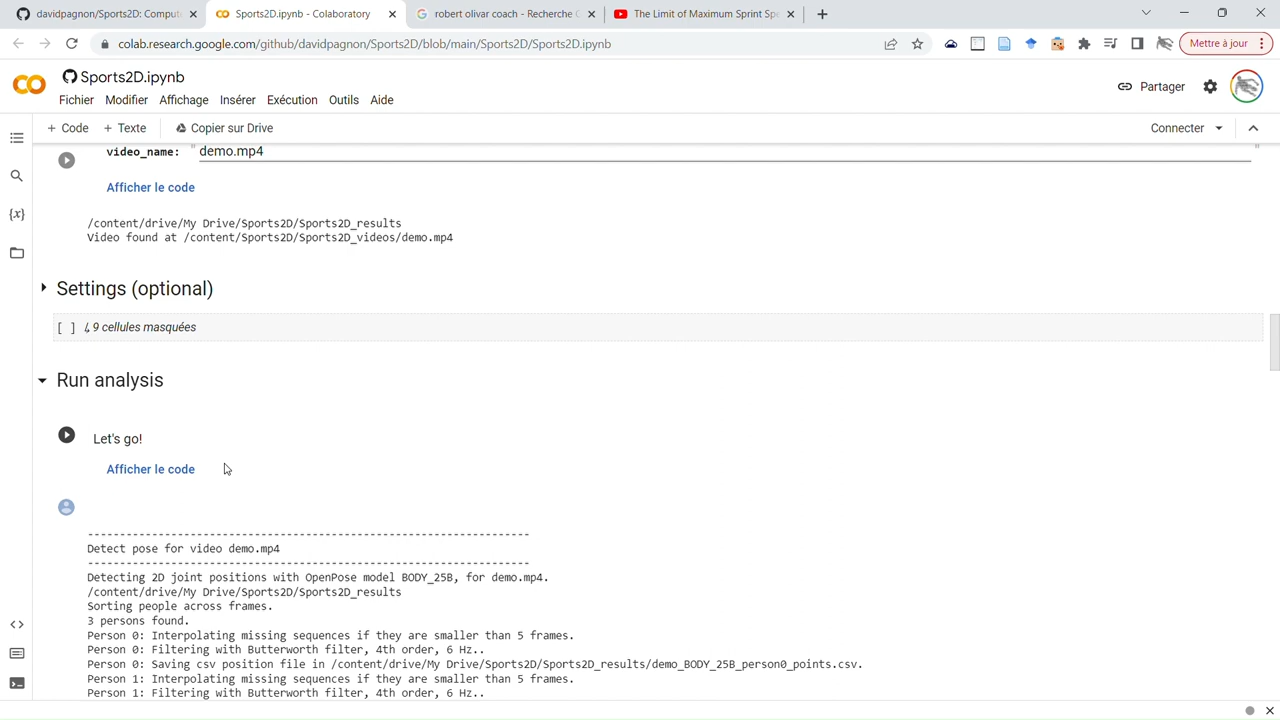 davidpagnon/Sports2D: Comput
Sports2D.ipynb - Colaboratory
robert olivar coach - Recherche
The Limit of Maximum Sprint Spe
colab.research.google.com/github/davidpagnon/Sports2D/blob/main/Sports2D/Sports2D.ipynb
Mettre à jour
Sports2D.ipynb
Fichier Modifier Affichage Insérer Exécution Outils Aide
Partager
+ Code + Texte Copier sur Drive
Connecter
video_name: " demo.mp4 "
Afficher le code
/content/drive/My Drive/Sports2D/Sports2D_results
Video found at /content/Sports2D/Sports2D_videos/demo.mp4
Settings (optional)
[ ] ↳ 9 cellules masquées
Run analysis
Let's go!
Afficher le code
---------------------------------------------------------------------
Detect pose for video demo.mp4
---------------------------------------------------------------------
Detecting 2D joint positions with OpenPose model BODY_25B, for demo.mp4.
/content/drive/My Drive/Sports2D/Sports2D_results
Sorting people across frames.
3 persons found.
Person 0: Interpolating missing sequences if they are smaller than 5 frames.
Person 0: Filtering with Butterworth filter, 4th order, 6 Hz..
Person 0: Saving csv position file in /content/drive/My Drive/Sports2D/Sports2D_results/demo_BODY_25B_person0_points.csv.
Person 1: Interpolating missing sequences if they are smaller than 5 frames.
Person 1: Filtering with Butterworth filter, 4th order, 6 Hz..